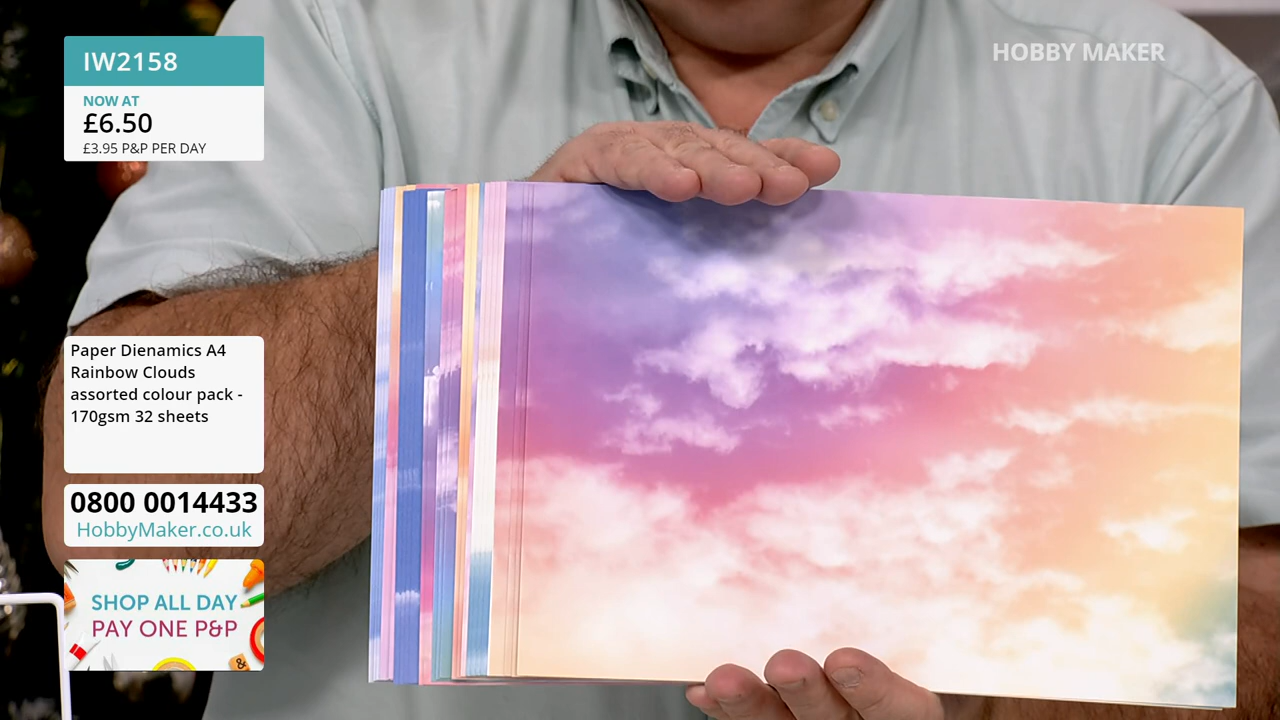 IW2158
NOW AT
£6.50
£3.95 P&P PER DAY
HOBBY MAKER
Paper Dienamics A4
Rainbow Clouds
assorted colour pack -
170gsm 32 sheets
0800 0014433
HobbyMaker.co.uk
SHOP ALL DAY
PAY ONE P&P
&